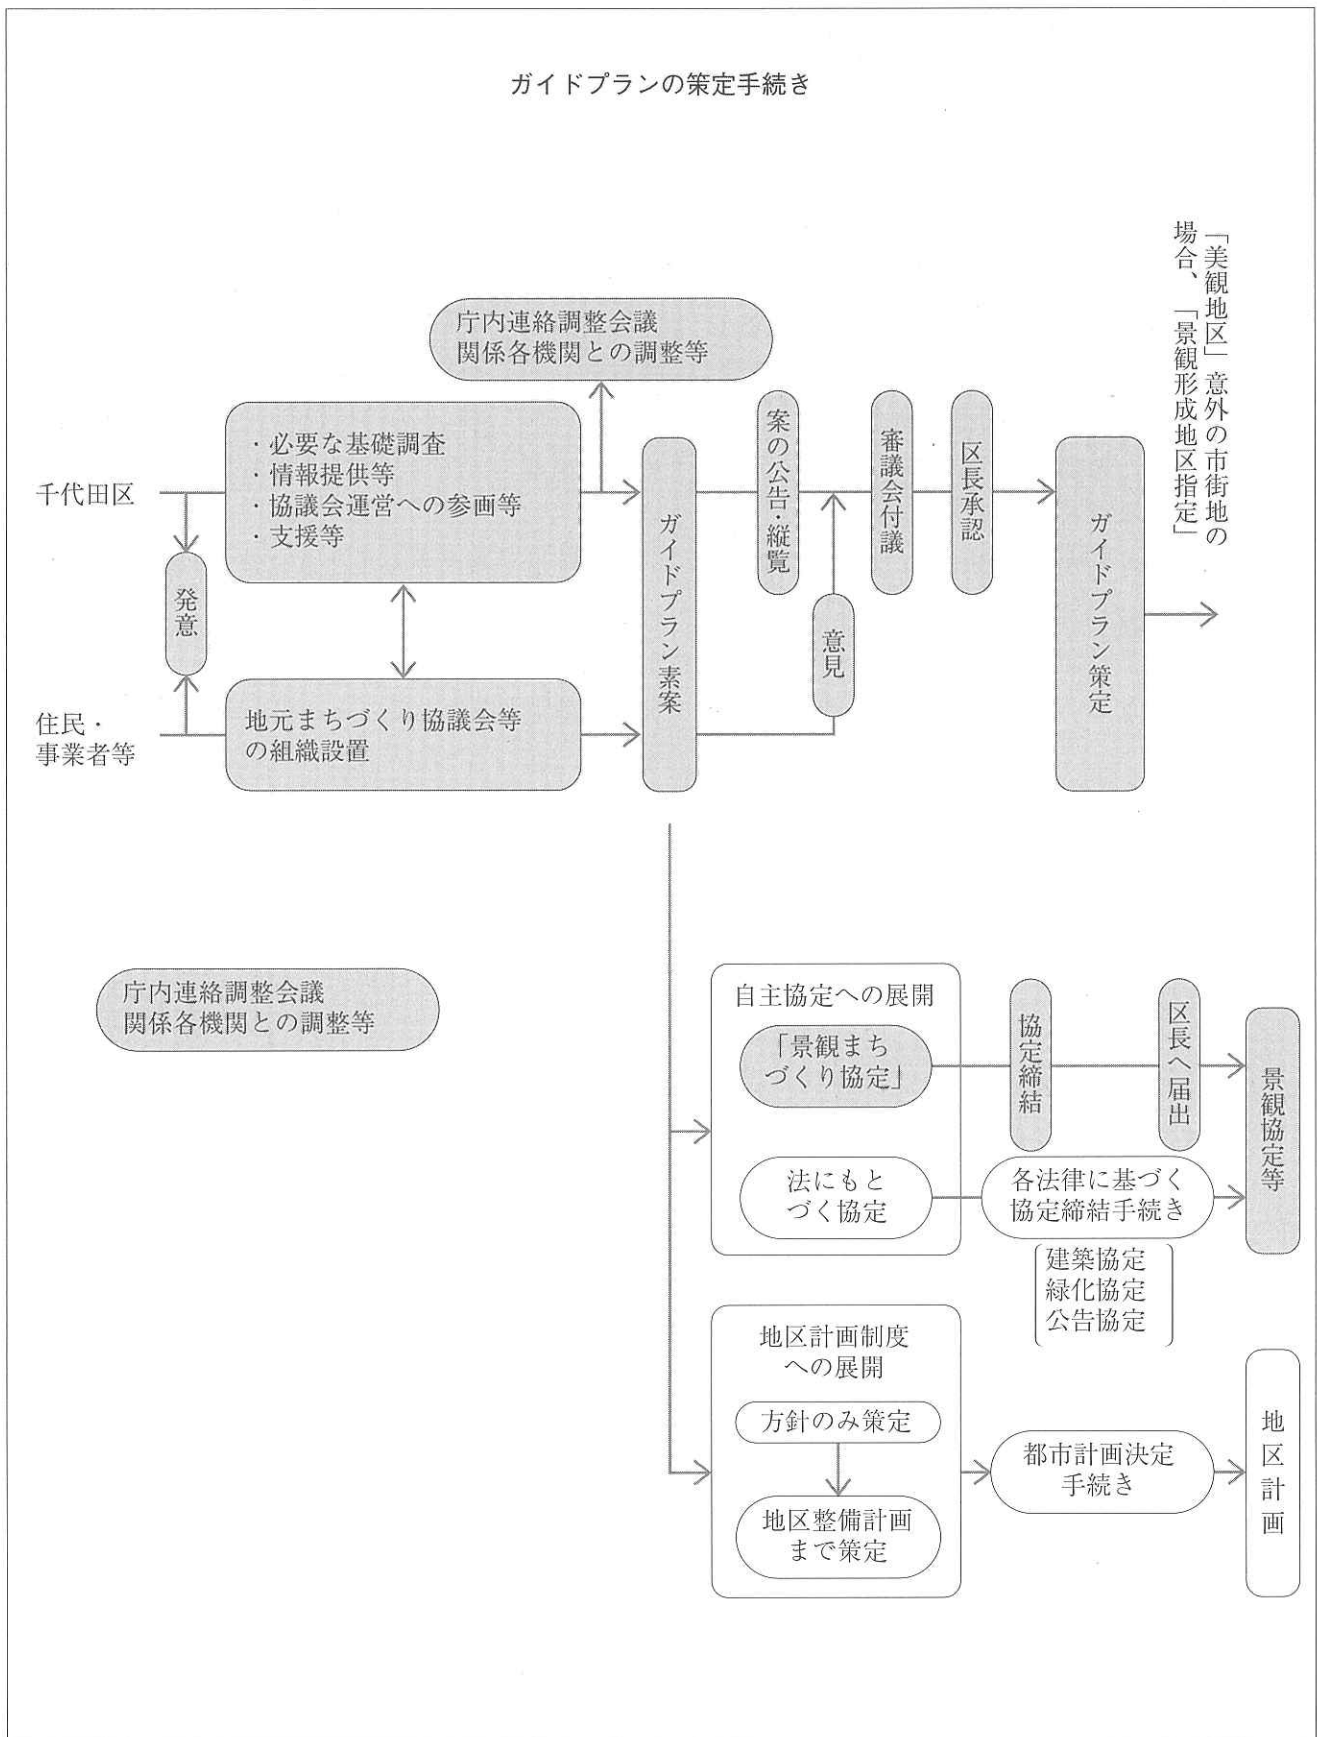 ガイドプランの策定手続き
「美観地区」意外の市街地の
場合、「景観形成地区指定」
庁内連絡調整会議
関係各機関との調整等
千代田区
・必要な基礎調査
・情報提供等
・協議会運営への参画等
・支援等
発意
住民・
事業者等
地元まちづくり協議会等
の組織設置
ガイドプラン素案
案の公告・縦覧
意見
審議会付議
区長承認
ガイドプラン策定
庁内連絡調整会議
関係各機関との調整等
自主協定への展開
「景観まち
づくり協定」
協定締結
区長へ届出
景観協定等
法にもと
づく協定
各法律に基づく
協定締結手続き
建築協定
緑化協定
公告協定
地区計画制度
への展開
方針のみ策定
地区整備計画
まで策定
都市計画決定
手続き
地区計画